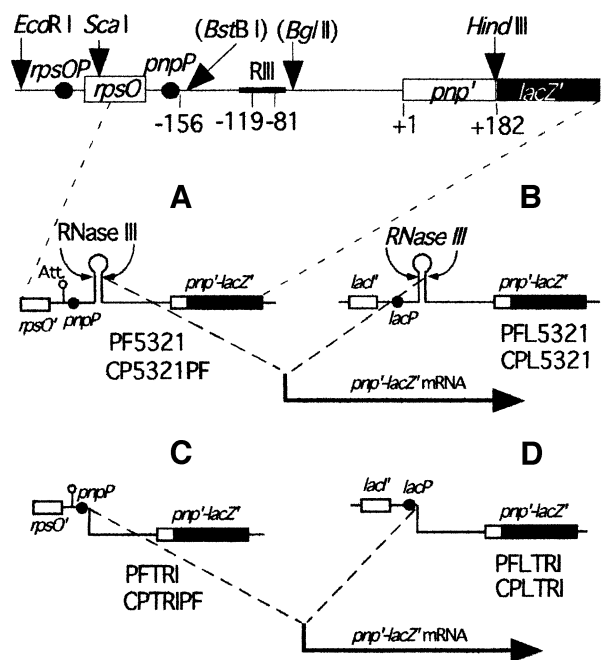 EcoR I ScaI (BstB I) (Bgl II) Hind III
rpsOP pnpP RIII
rpsO pnp' lacZ'
-156 -119 -81 +1 +182
A B
RNase III RNase III
Att.
pnp'-lacZ' lacI' pnp'-lacZ'
rpsO' pnpP lacP
PF5321 PFL5321
CP5321PF CPL5321
pnp'-lacZ' mRNA
C D
pnpP lacI' lacP
rpsO' pnp'-lacZ' pnp'-lacZ'
PFTRI PFLTRI
CPTRIPF CPLTRI
pnp'-lacZ' mRNA